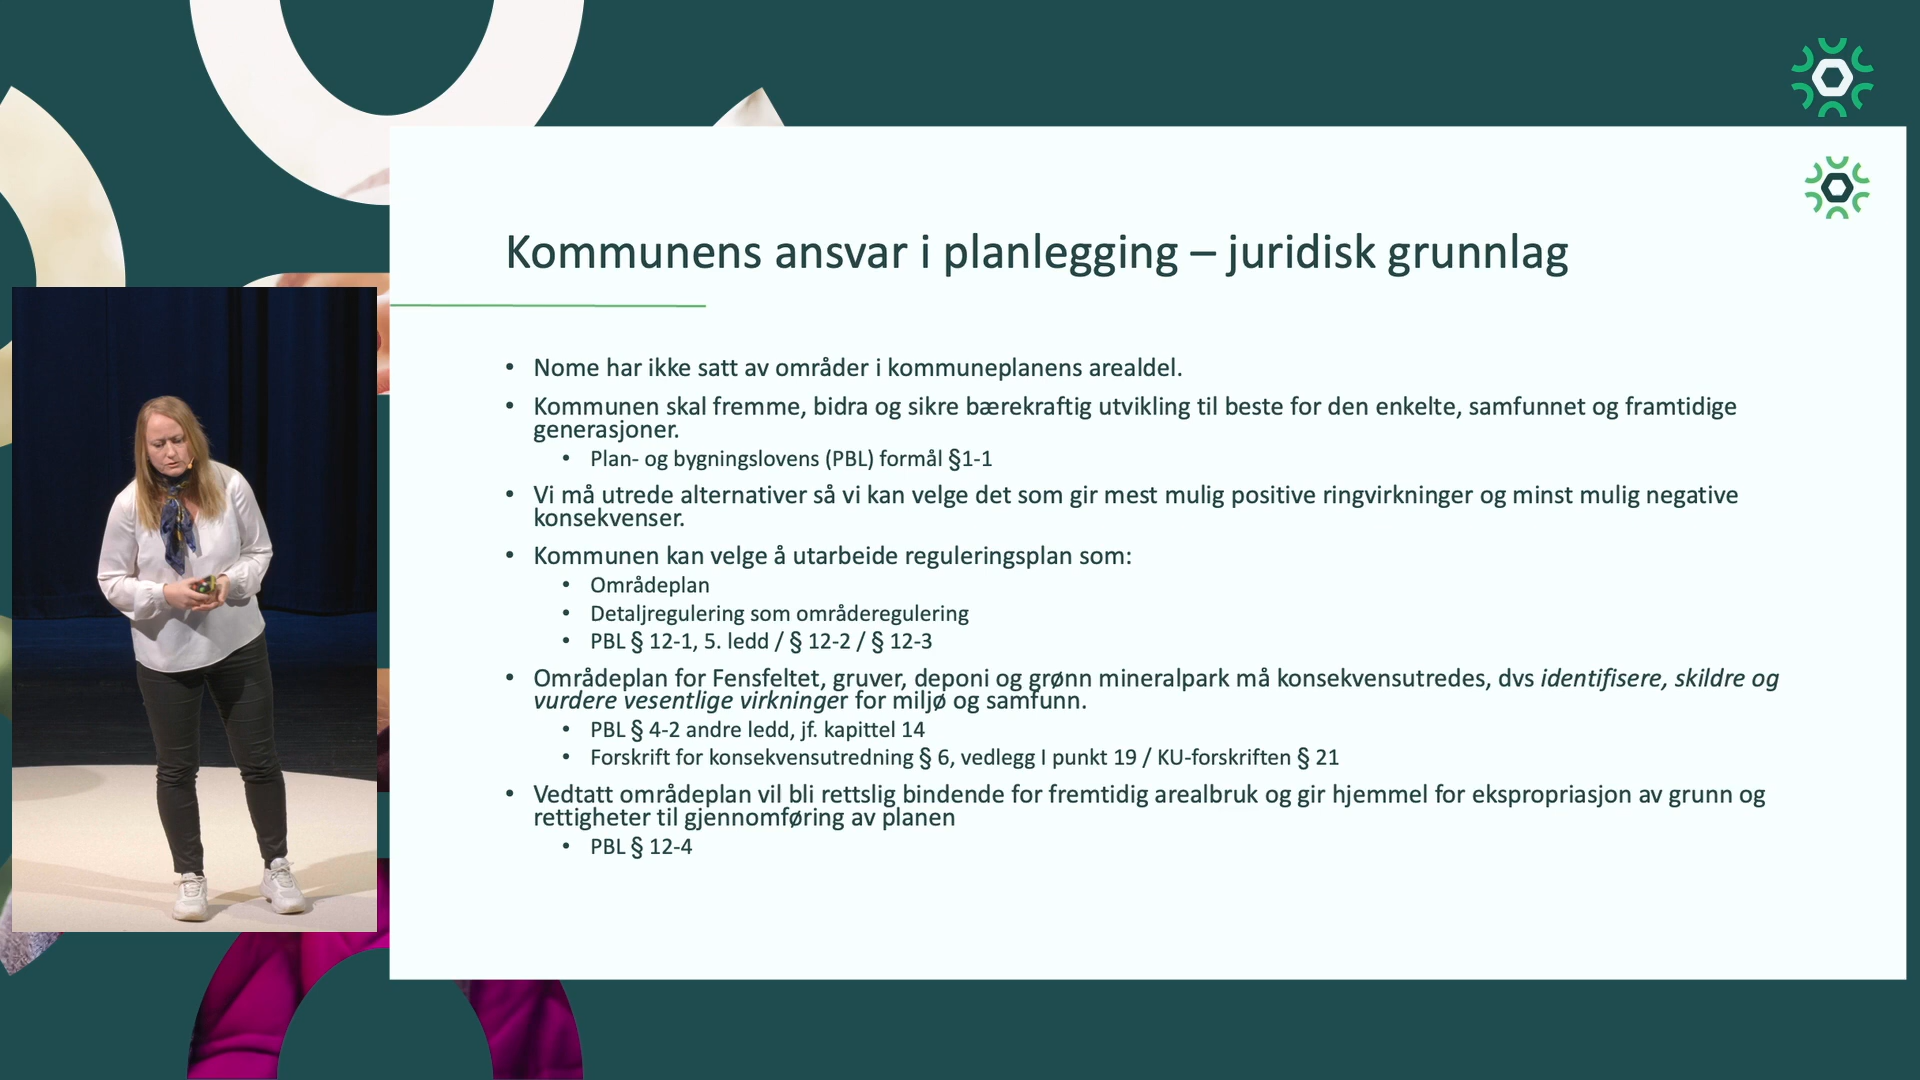 Kommunens ansvar i planlegging – juridisk grunnlag
• Nome har ikke satt av områder i kommuneplanens arealdel.
• Kommunen skal fremme, bidra og sikre bærekraftig utvikling til beste for den enkelte, samfunnet og framtidige
generasjoner.
• Plan- og bygningslovens (PBL) formål §1-1
• Vi må utrede alternativer så vi kan velge det som gir mest mulig positive ringvirkninger og minst mulig negative
konsekvenser.
• Kommunen kan velge å utarbeide reguleringsplan som:
• Områdeplan
• Detaljregulering som områderegulering
• PBL § 12-1, 5. ledd / § 12-2 / § 12-3
• Områdeplan for Fensfeltet, gruver, deponi og grønn mineralpark må konsekvensutredes, dvs identifisere, skildre og
vurdere vesentlige virkninger for miljø og samfunn.
• PBL § 4-2 andre ledd, jf. kapittel 14
• Forskrift for konsekvensutredning § 6, vedlegg I punkt 19 / KU-forskriften § 21
• Vedtatt områdeplan vil bli rettslig bindende for fremtidig arealbruk og gir hjemmel for ekspropriasjon av grunn og
rettigheter til gjennomføring av planen
• PBL § 12-4